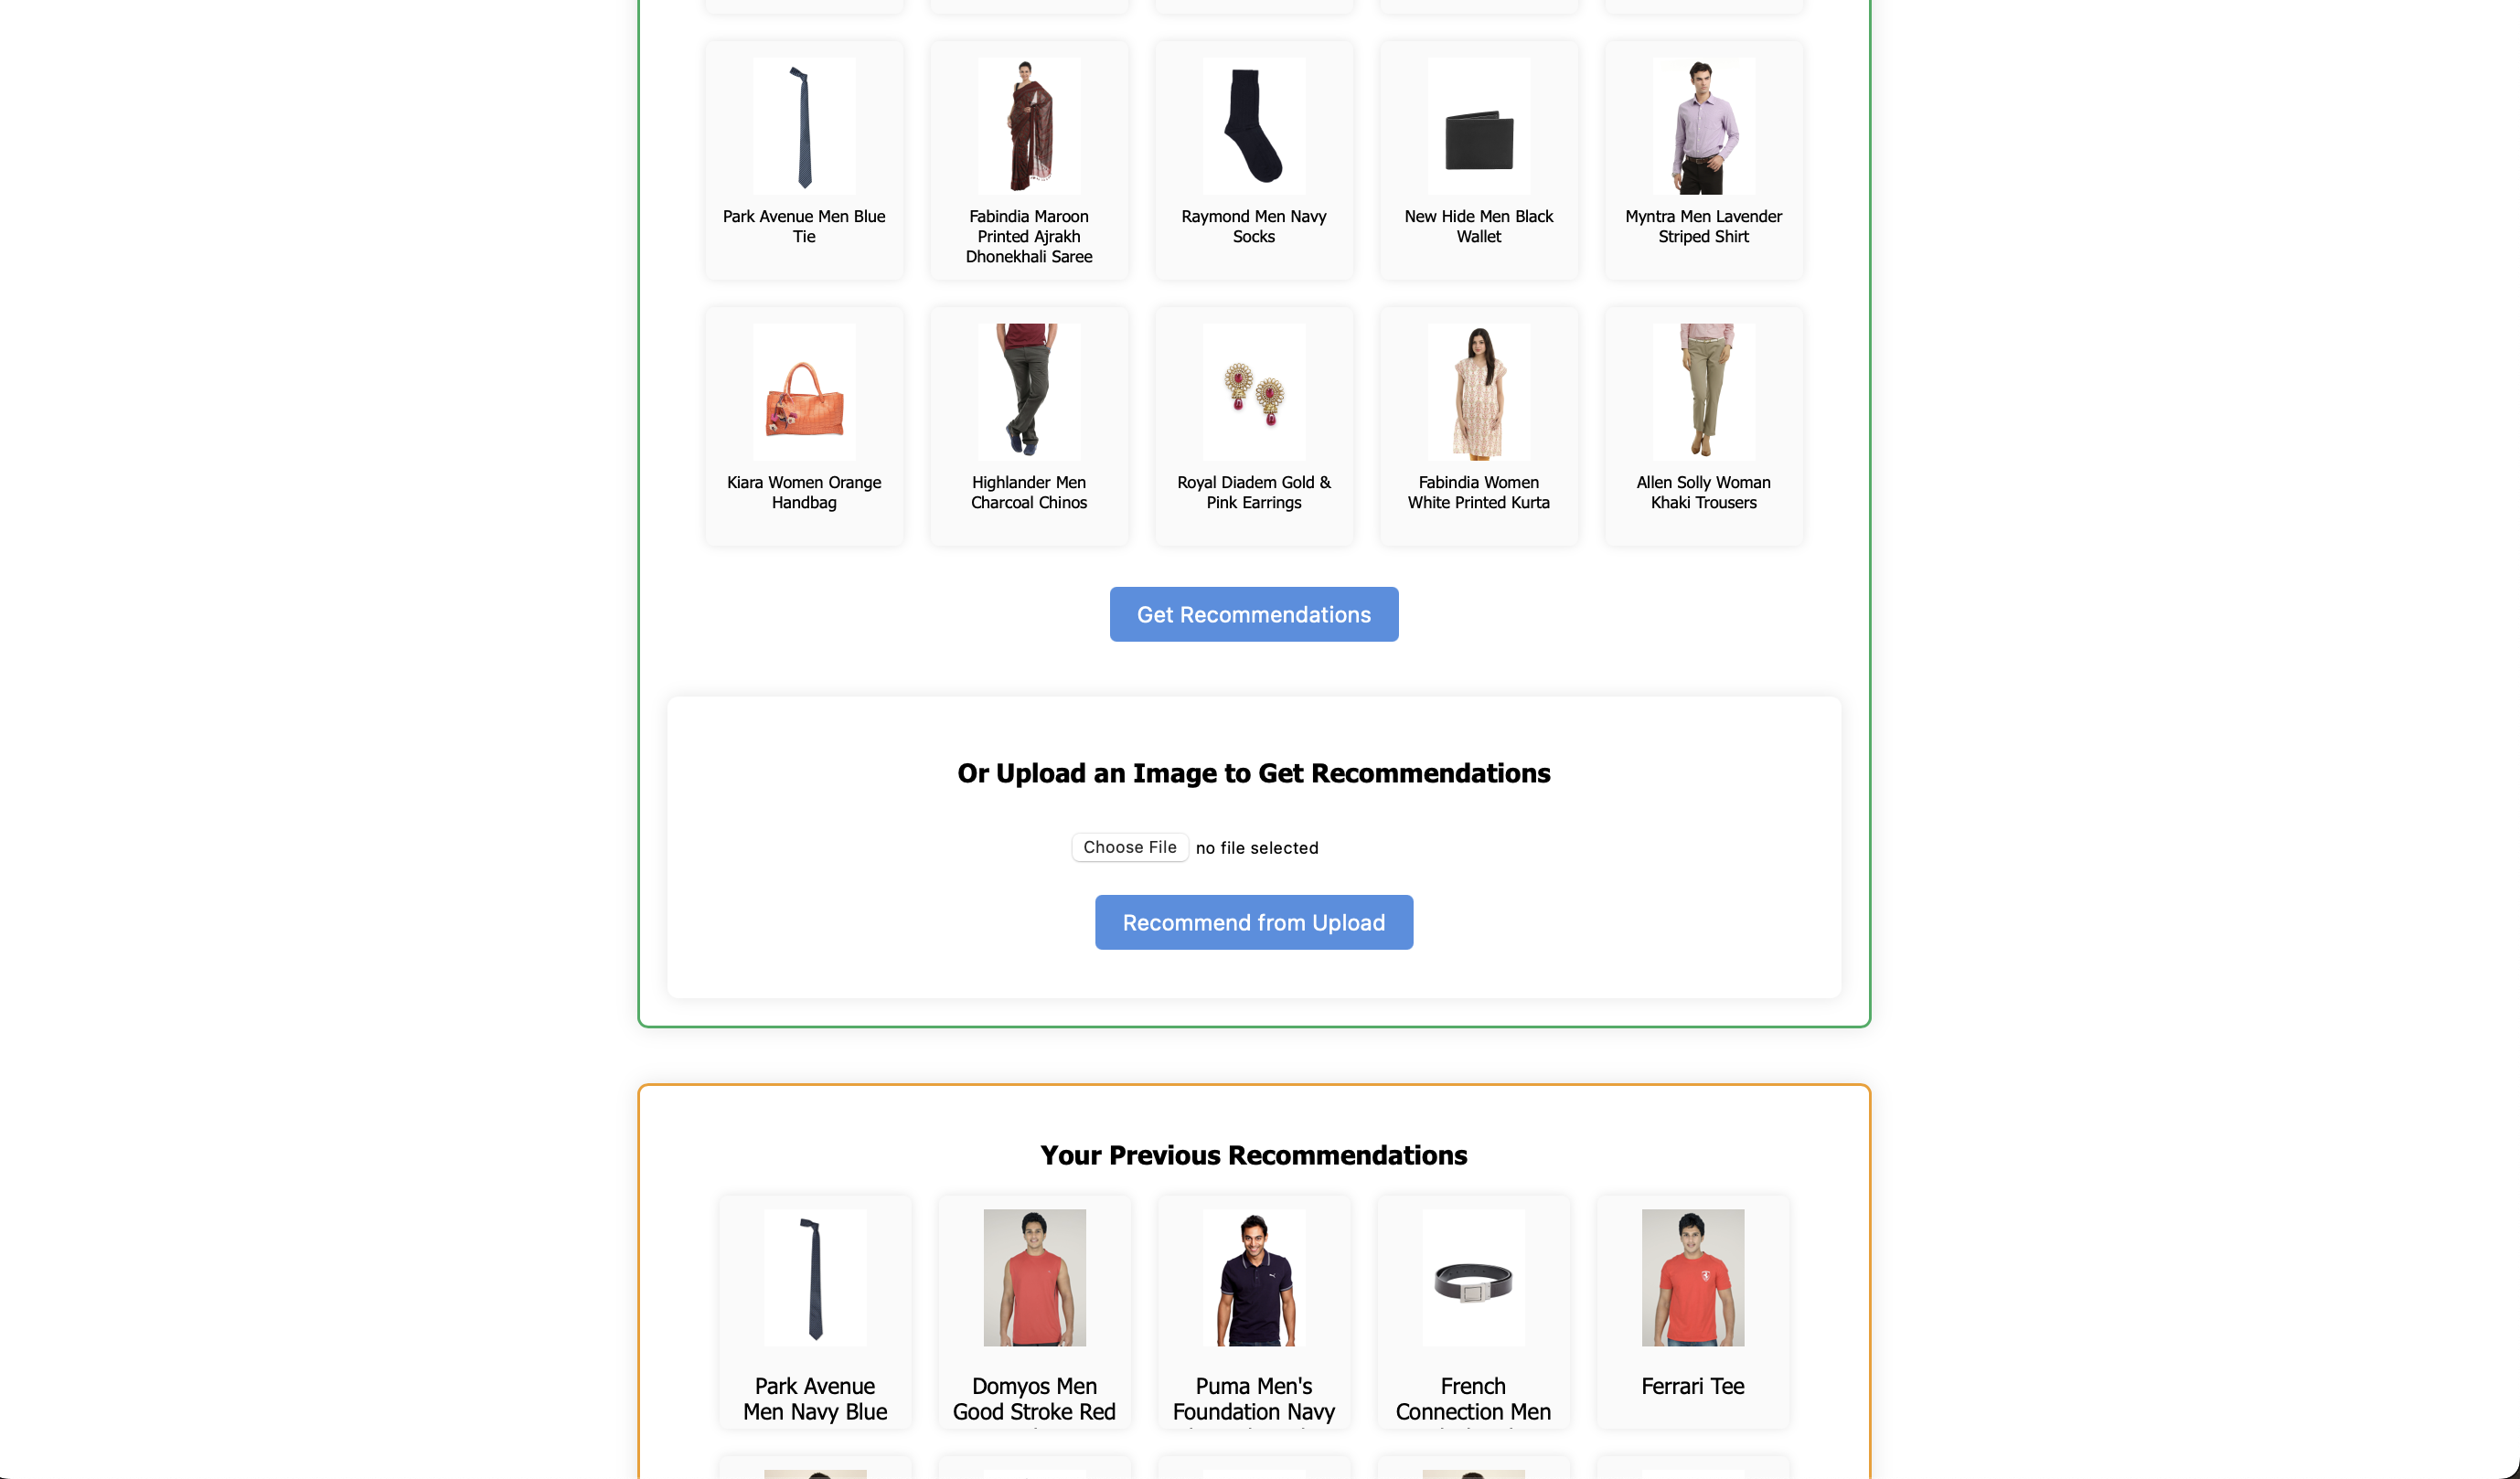 Park Avenue Men Blue
Tie
Fabindia Maroon
Printed Ajrakh
Dhonekhali Saree
Raymond Men Navy
Socks
New Hide Men Black
Wallet
Myntra Men Lavender
Striped Shirt
Kiara Women Orange
Handbag
Highlander Men
Charcoal Chinos
Royal Diadem Gold &
Pink Earrings
Fabindia Women
White Printed Kurta
Allen Solly Woman
Khaki Trousers
Get Recommendations
Or Upload an Image to Get Recommendations
Choose File no file selected
Recommend from Upload
Your Previous Recommendations
Park Avenue
Men Navy Blue
Domyos Men
Good Stroke Red
Puma Men's
Foundation Navy
French
Connection Men
Ferrari Tee